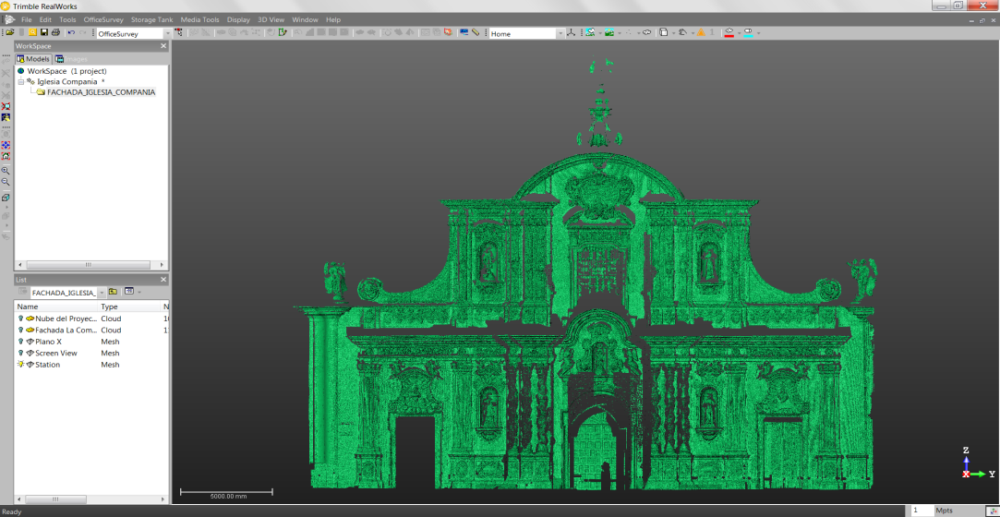 Trimble RealWorks
File Edit Tools OfficeSurvey Storage Tank Media Tools Display 3D View Window Help
OfficeSurvey Home
WorkSpace
Models Images
WorkSpace (1 project)
Iglesia Compania *
FACHADA_IGLESIA_COMPANIA
List
FACHADA_IGLESIA_
Name Type N
Nube del Proyec... Cloud
Fachada La Com... Cloud
Plano X Mesh
Screen View Mesh
Station Mesh
Z
X Y
5000.00 mm
Ready 1 Mpts